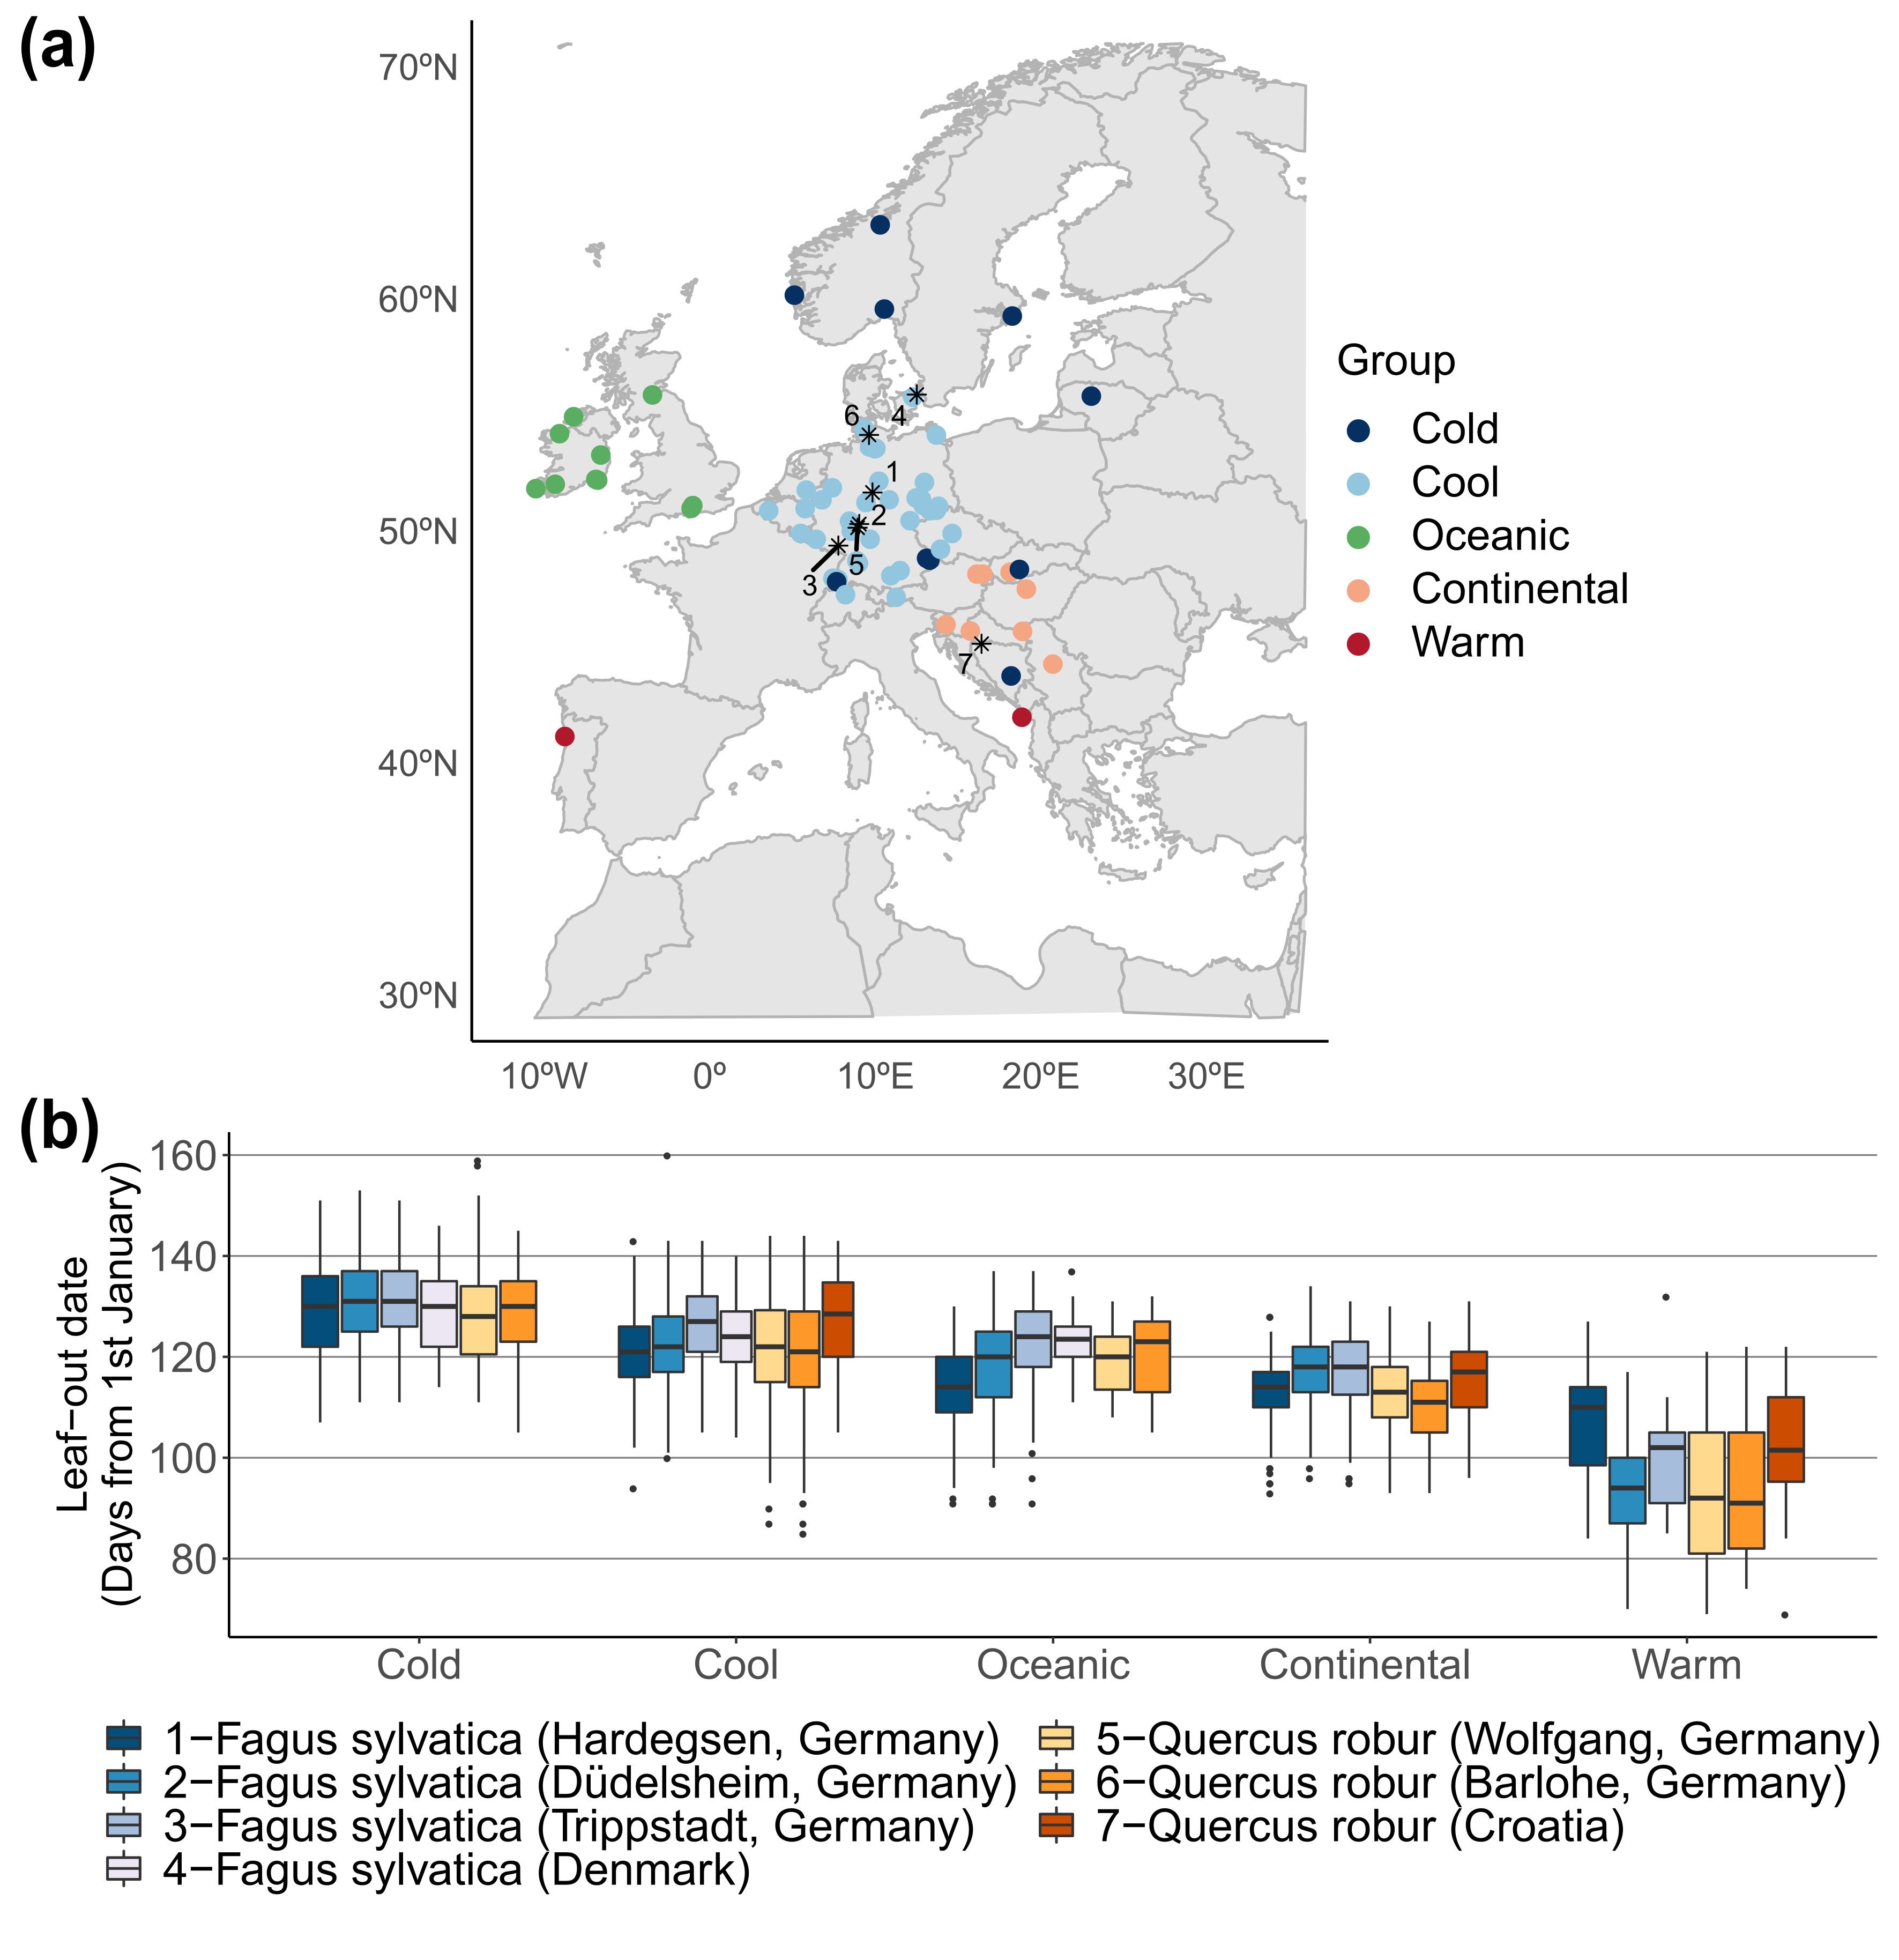 (a)
70ºN
60ºN
50ºN
40ºN
30ºN
10ºW 0º 10ºE 20ºE 30ºE
6
4
1
2
5
3
7
Group
Cold
Cool
Oceanic
Continental
Warm
(b)
Leaf−out date
(Days from 1st January)
160
140
120
100
80
Cold Cool Oceanic Continental Warm
1−Fagus sylvatica (Hardegsen, Germany)
2−Fagus sylvatica (Düdelsheim, Germany)
3−Fagus sylvatica (Trippstadt, Germany)
4−Fagus sylvatica (Denmark)
5−Quercus robur (Wolfgang, Germany)
6−Quercus robur (Barlohe, Germany)
7−Quercus robur (Croatia)